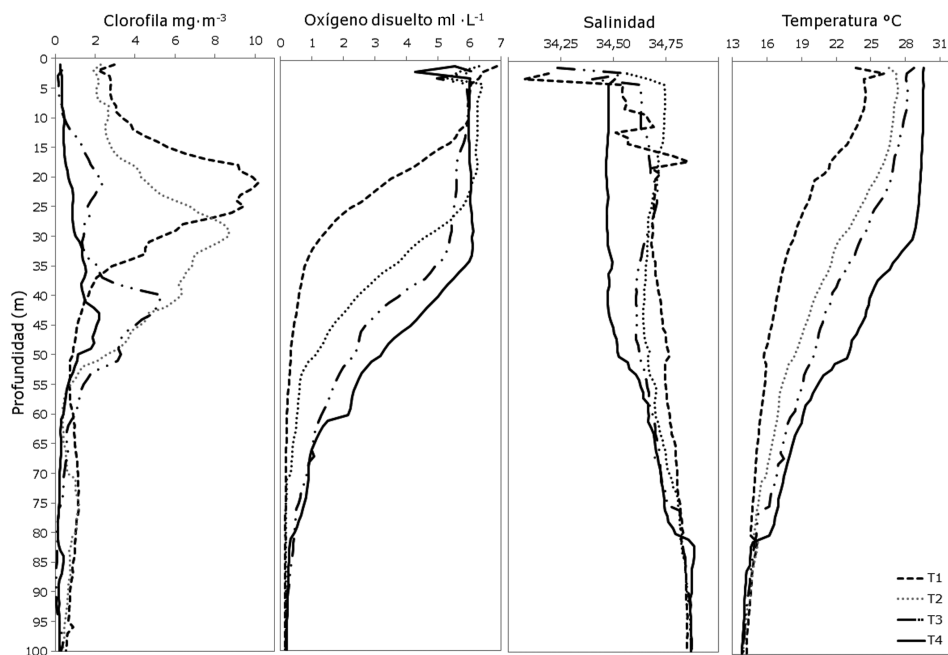 Clorofila mg·m⁻³
Oxígeno disuelto ml ·L⁻¹
Salinidad
Temperatura ºC
0 2 4 6 8 10
0 1 2 3 4 5 6 7
34,25 34,50 34,75
13 16 19 22 25 28 31
Profundidad (m)
0
5
10
15
20
25
30
35
40
45
50
55
60
65
70
75
80
85
90
95
100
T1
T2
T3
T4